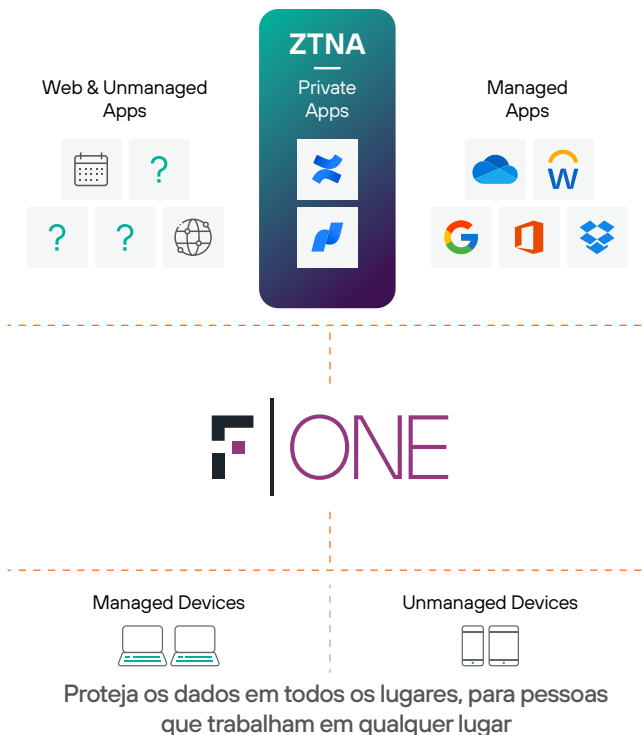 ZTNA
Private
Apps
Web & Unmanaged
Apps
?
?
?
Managed
Apps
W
G
F|ONE
Managed Devices
Unmanaged Devices
Proteja os dados em todos os lugares, para pessoas
que trabalham em qualquer lugar